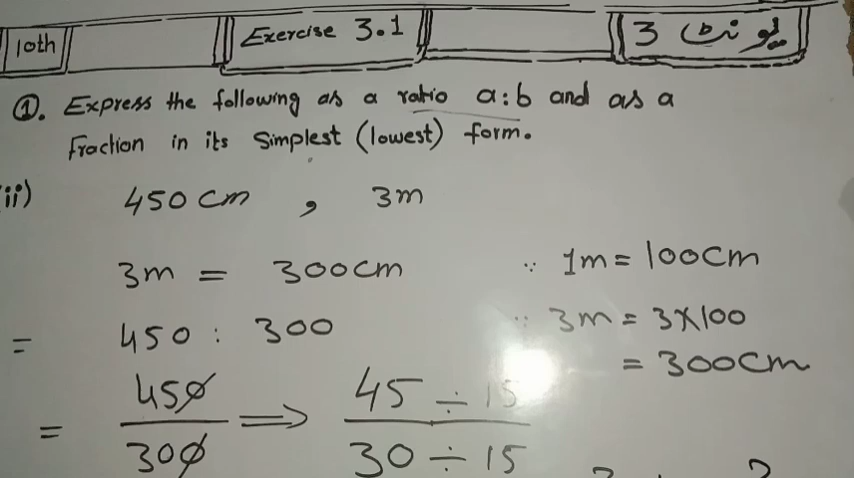 10th Exercise 3.1 یونٹ 3
①. Express the following as a ratio a:b and as a
fraction in its simplest (lowest) form.
(ii) 450 cm , 3m
3m = 300cm ∵ 1m = 100cm
= 450 : 300 ∵ 3m = 3×100
= 300cm
= 450/300 ⟹ 45 ÷ 15/30 ÷ 15